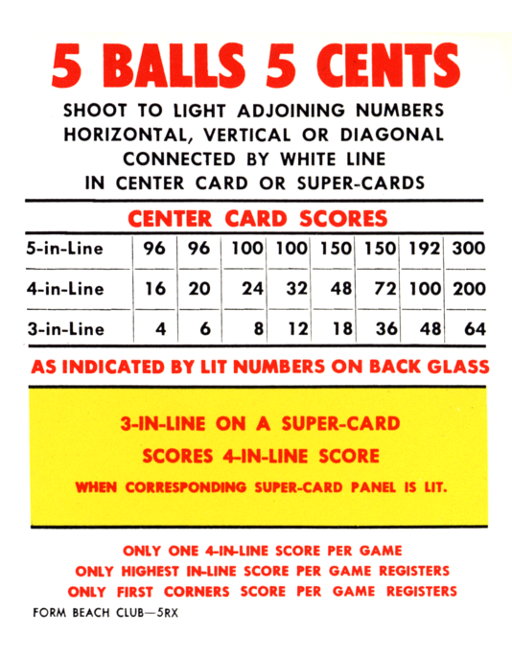 5 BALLS 5 CENTS
SHOOT TO LIGHT ADJOINING NUMBERS
HORIZONTAL, VERTICAL OR DIAGONAL
CONNECTED BY WHITE LINE
IN CENTER CARD OR SUPER-CARDS
CENTER CARD SCORES
5-in-Line 96 96 100 100 150 150 192 300
4-in-Line 16 20 24 32 48 72 100 200
3-in-Line 4 6 8 12 18 36 48 64
AS INDICATED BY LIT NUMBERS ON BACK GLASS
3-IN-LINE ON A SUPER-CARD
SCORES 4-IN-LINE SCORE
WHEN CORRESPONDING SUPER-CARD PANEL IS LIT.
ONLY ONE 4-IN-LINE SCORE PER GAME
ONLY HIGHEST IN-LINE SCORE PER GAME REGISTERS
ONLY FIRST CORNERS SCORE PER GAME REGISTERS
FORM BEACH CLUB—5RX